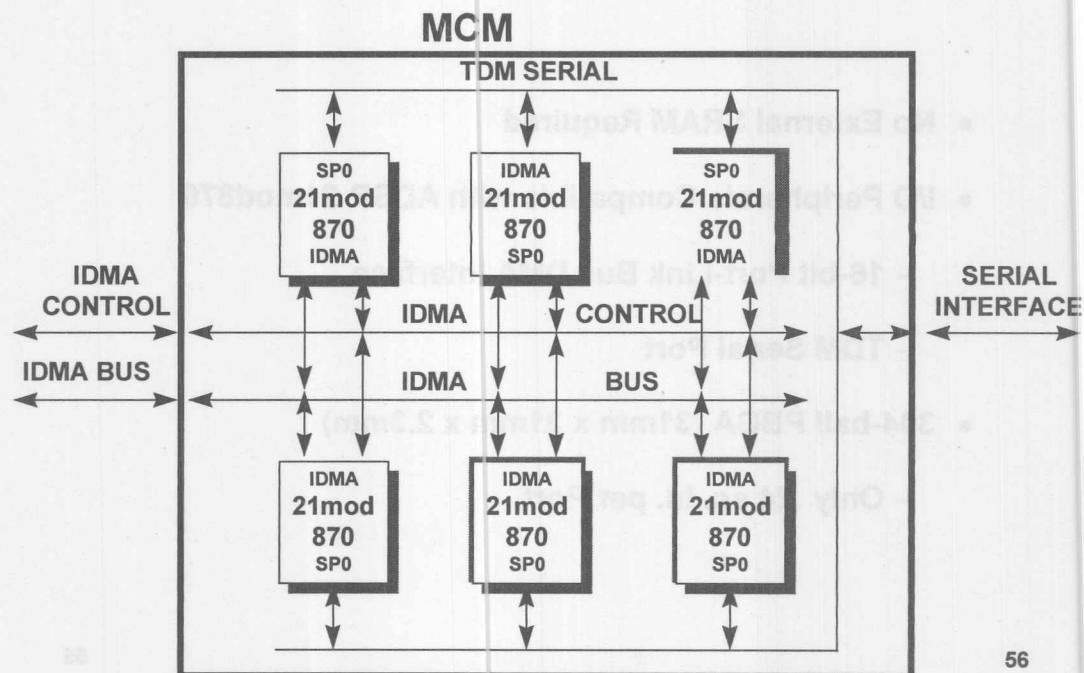 MCM
TDM SERIAL
SP0
21mod
870
IDMA
IDMA
21mod
870
SP0
SP0
21mod
870
IDMA
IDMA
CONTROL
IDMA CONTROL
SERIAL
INTERFACE
IDMA BUS
IDMA BUS
IDMA
21mod
870
SP0
IDMA
21mod
870
SP0
IDMA
21mod
870
SP0
56